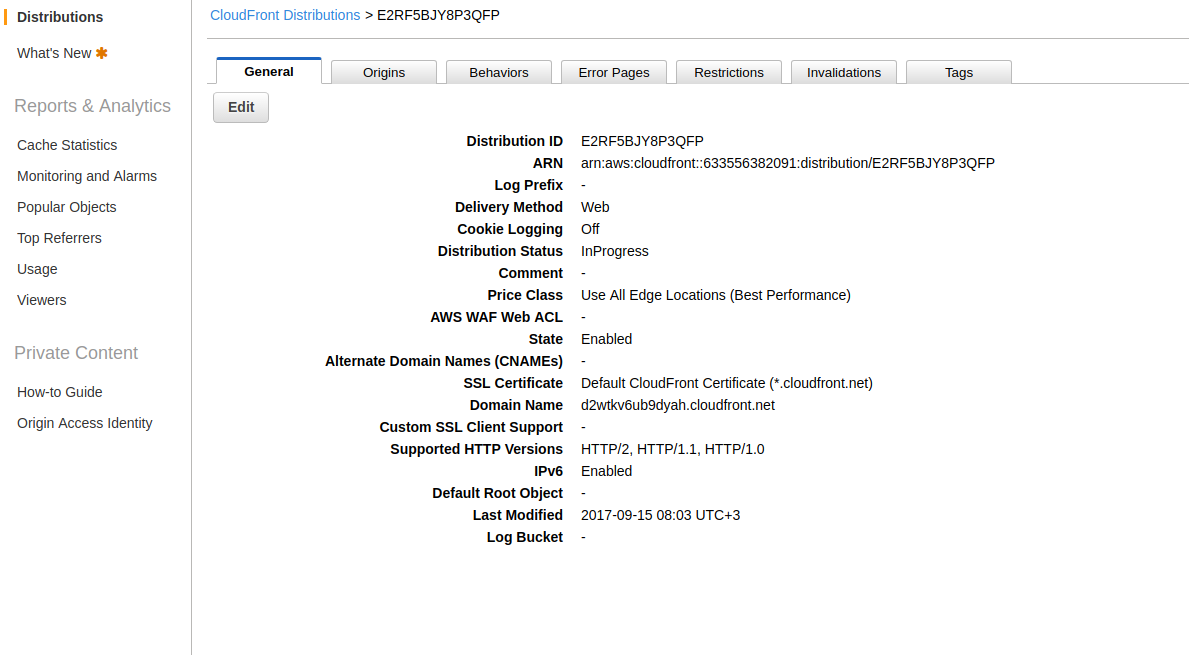 Distributions
What's New ✱
Reports & Analytics
Cache Statistics
Monitoring and Alarms
Popular Objects
Top Referrers
Usage
Viewers
Private Content
How-to Guide
Origin Access Identity
CloudFront Distributions > E2RF5BJY8P3QFP
General Origins Behaviors Error Pages Restrictions Invalidations Tags
Edit
Distribution ID E2RF5BJY8P3QFP
ARN arn:aws:cloudfront::633556382091:distribution/E2RF5BJY8P3QFP
Log Prefix -
Delivery Method Web
Cookie Logging Off
Distribution Status InProgress
Comment -
Price Class Use All Edge Locations (Best Performance)
AWS WAF Web ACL -
State Enabled
Alternate Domain Names (CNAMEs) -
SSL Certificate Default CloudFront Certificate (*.cloudfront.net)
Domain Name d2wtkv6ub9dyah.cloudfront.net
Custom SSL Client Support -
Supported HTTP Versions HTTP/2, HTTP/1.1, HTTP/1.0
IPv6 Enabled
Default Root Object -
Last Modified 2017-09-15 08:03 UTC+3
Log Bucket -